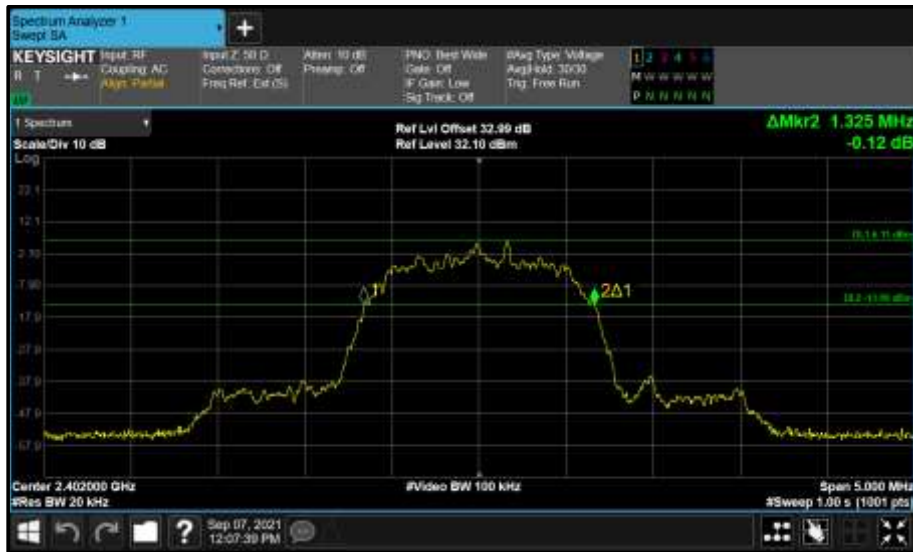 Spectrum Analyzer 1
Swept SA
+
KEYSIGHT Input: RF
R T Coupling: AC
Align: Partial
Input Z: 50 Ω
Corrections: Off
Freq Ref: Ext (S)
Atten: 10 dB
Preamp: Off
PNO: Best Wide
Gate: Off
IF Gain: Low
Sig Track: Off
#Avg Type: Voltage
Avg|Hold: 30/30
Trig: Free Run
1 2 3 4 5 6
M W W W W W
P N N N N N
1 Spectrum
Scale/Div 10 dB
Log
Ref Lvl Offset 32.99 dB
Ref Level 32.10 dBm
ΔMkr2 1.325 MHz
-0.12 dB
22.1
12.1
2.10
-7.90
-17.9
-27.9
-37.9
-47.9
-57.9
1
2Δ1
Center 2.402000 GHz
#Res BW 20 kHz
#Video BW 100 kHz
Span 5.000 MHz
#Sweep 1.00 s (1001 pts)
?
Sep 07, 2021
12:07:39 PM